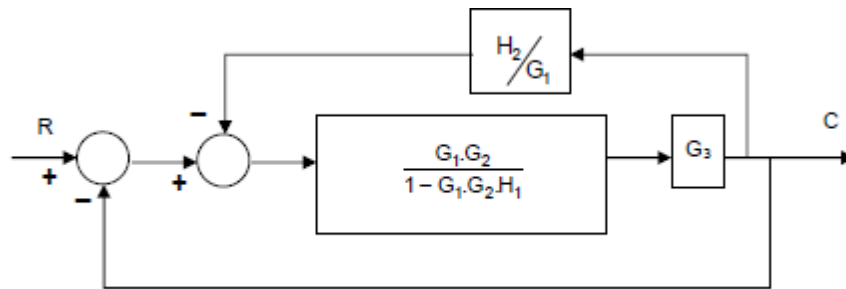 H₂/G₁
−
R
C
G₁.G₂
1 − G₁.G₂.H₁
G₃
+
−
+